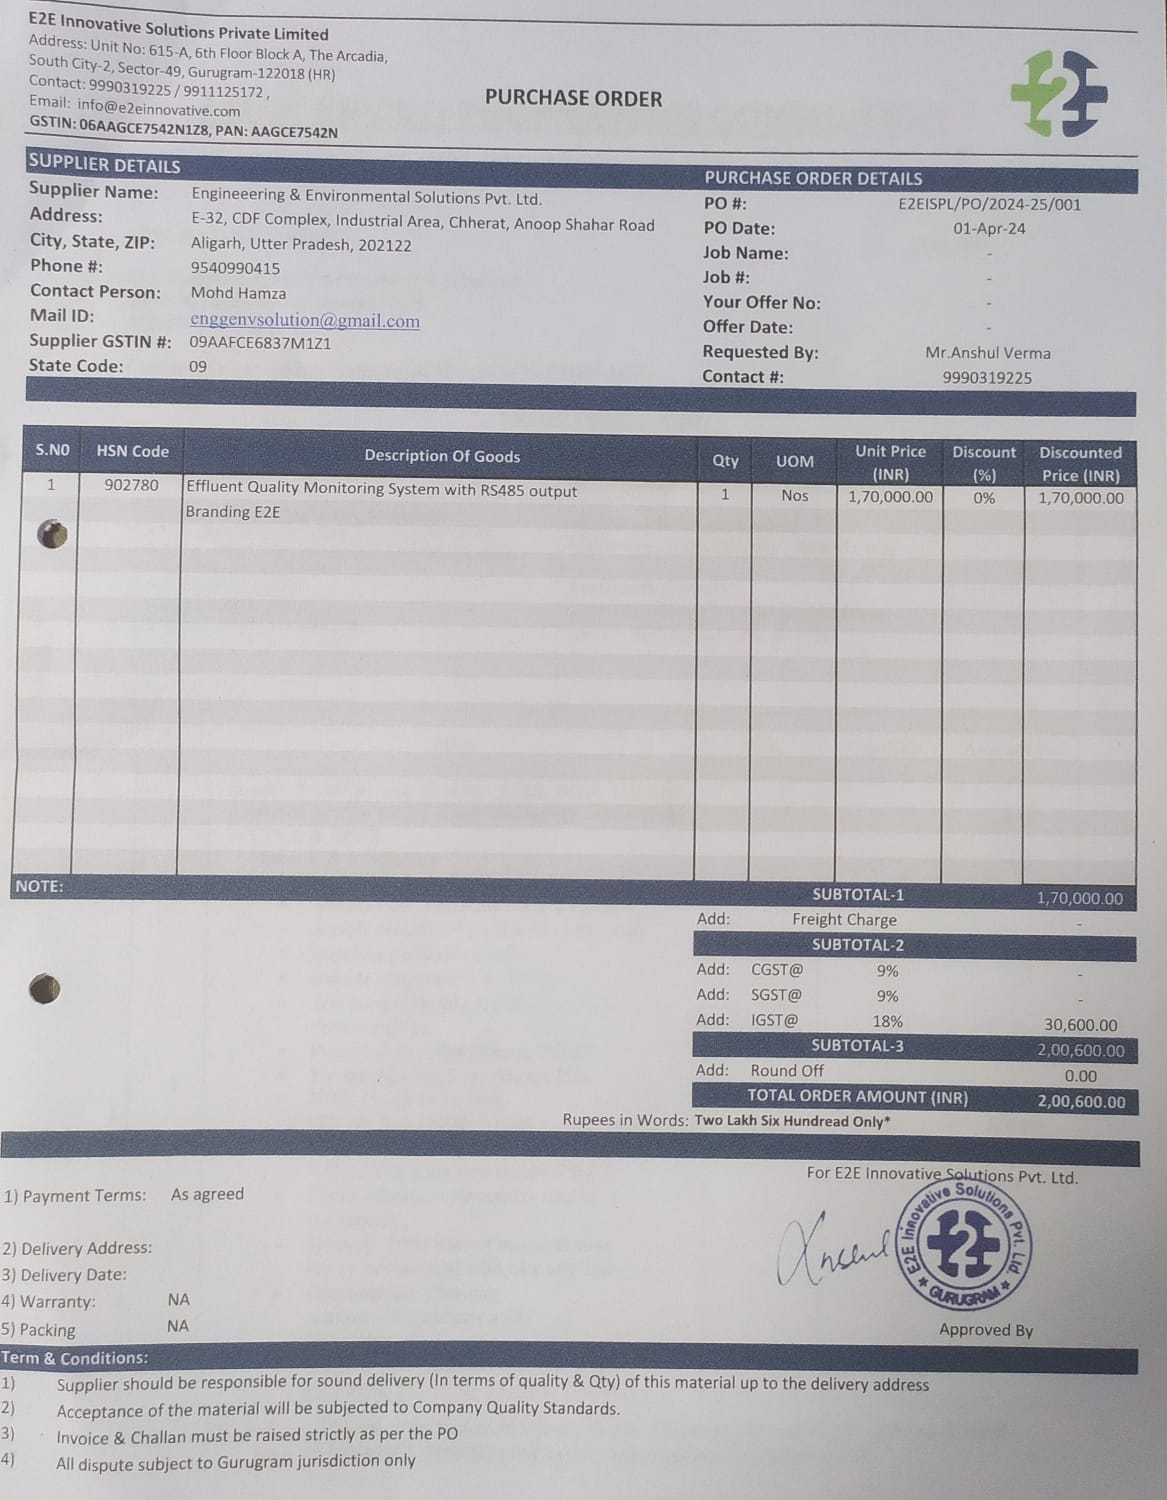 E2E Innovative Solutions Private Limited
Address: Unit No: 615-A, 6th Floor Block A, The Arcadia,
South City-2, Sector-49, Gurugram-122018 (HR)
Contact: 9990319225 / 9911125172 ,
Email: info@e2einnovative.com
GSTIN: 06AAGCE7542N1Z8, PAN: AAGCE7542N
PURCHASE ORDER
2
SUPPLIER DETAILS
Supplier Name: Engineeering & Environmental Solutions Pvt. Ltd.
Address: E-32, CDF Complex, Industrial Area, Chherat, Anoop Shahar Road
City, State, ZIP: Aligarh, Utter Pradesh, 202122
Phone #: 9540990415
Contact Person: Mohd Hamza
Mail ID: enggenvsolution@gmail.com
Supplier GSTIN #: 09AAFCE6837M1Z1
State Code: 09
PURCHASE ORDER DETAILS
PO #: E2EISPL/PO/2024-25/001
PO Date: 01-Apr-24
Job Name: -
Job #: -
Your Offer No: -
Offer Date: -
Requested By: Mr.Anshul Verma
Contact #: 9990319225
S.N0 HSN Code Description Of Goods Qty UOM Unit Price (INR) Discount (%) Discounted Price (INR)
1 902780 Effluent Quality Monitoring System with RS485 output 1 Nos 1,70,000.00 0% 1,70,000.00
Branding E2E
NOTE: SUBTOTAL-1 1,70,000.00
Add: Freight Charge -
SUBTOTAL-2
Add: CGST@ 9% -
Add: SGST@ 9% -
Add: IGST@ 18% 30,600.00
SUBTOTAL-3 2,00,600.00
Add: Round Off 0.00
TOTAL ORDER AMOUNT (INR) 2,00,600.00
Rupees in Words: Two Lakh Six Hundread Only*
For E2E Innovative Solutions Pvt. Ltd.
1) Payment Terms: As agreed
2) Delivery Address:
3) Delivery Date:
4) Warranty: NA
5) Packing NA
Anshul
E2E Innovative Solutions Pvt. Ltd.
2
★ GURUGRAM ★
Approved By
Term & Conditions:
1) Supplier should be responsible for sound delivery (In terms of quality & Qty) of this material up to the delivery address
2) Acceptance of the material will be subjected to Company Quality Standards.
3) Invoice & Challan must be raised strictly as per the PO
4) All dispute subject to Gurugram jurisdiction only